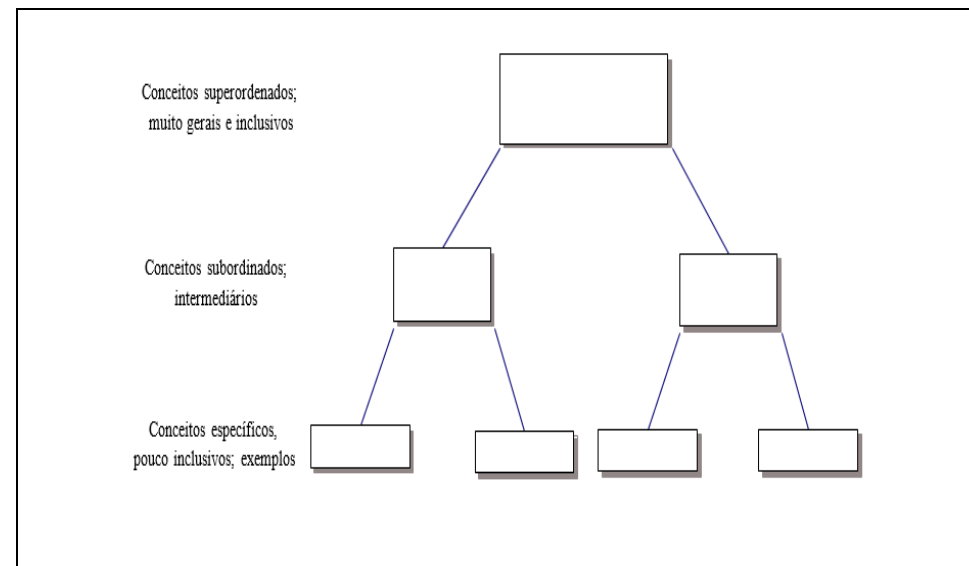 Conceitos superordenados;
muito gerais e inclusivos
Conceitos subordinados;
intermediários
Conceitos específicos,
pouco inclusivos; exemplos